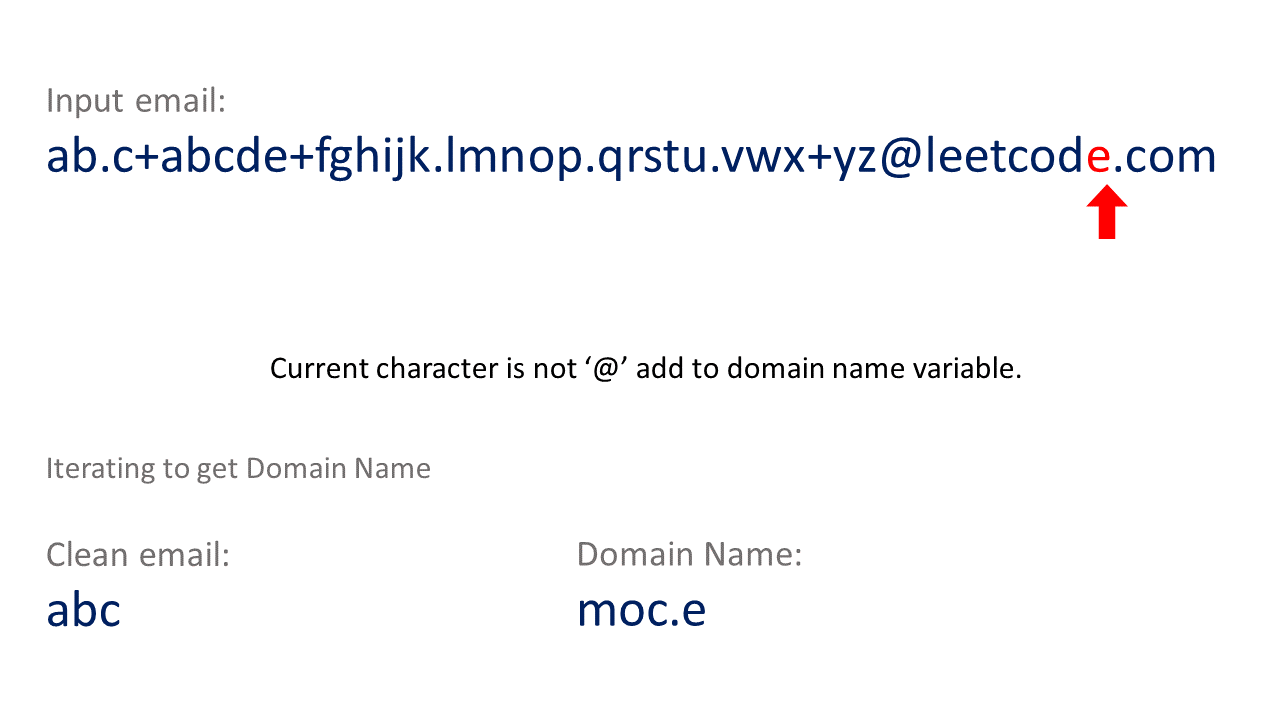 Input email:
ab.c+abcde+fghijk.lmnop.qrstu.vwx+yz@leetcode.com
Current character is not ‘@’ add to domain name variable.
Iterating to get Domain Name
Clean email:
abc
Domain Name:
moc.e